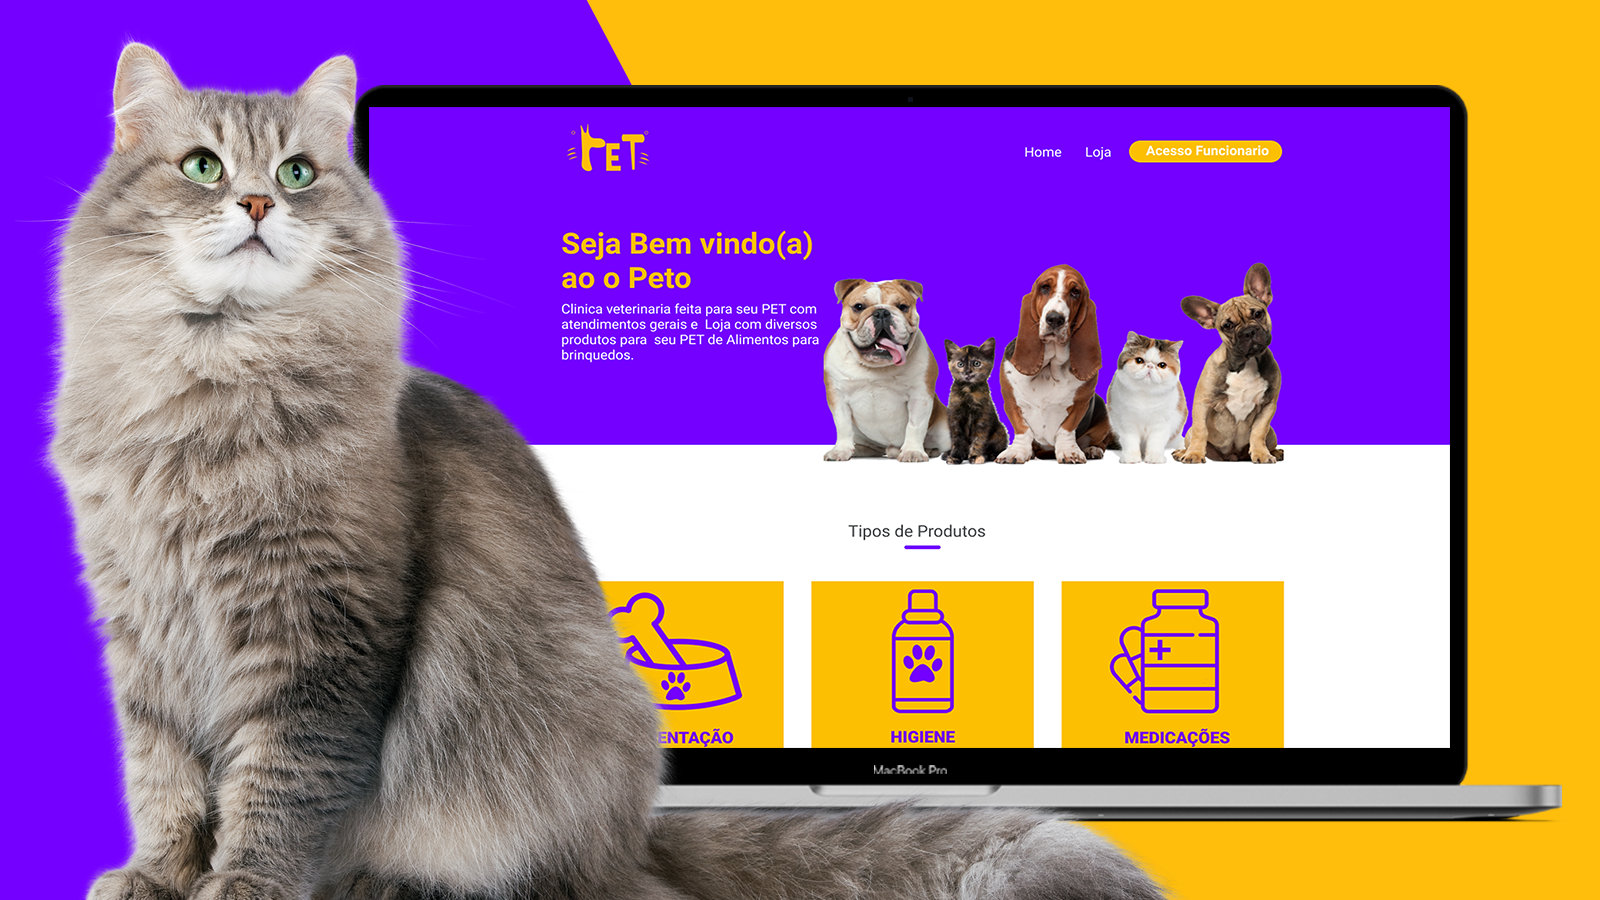 PET
Home Loja Acesso Funcionario
Seja Bem vindo(a)
ao o Peto
Clinica veterinaria feita para seu PET com
atendimentos gerais e Loja com diversos
produtos para seu PET de Alimentos para
brinquedos.
Tipos de Produtos
ENTAÇÃO
HIGIENE
MEDICAÇÕES
MacBook Pro